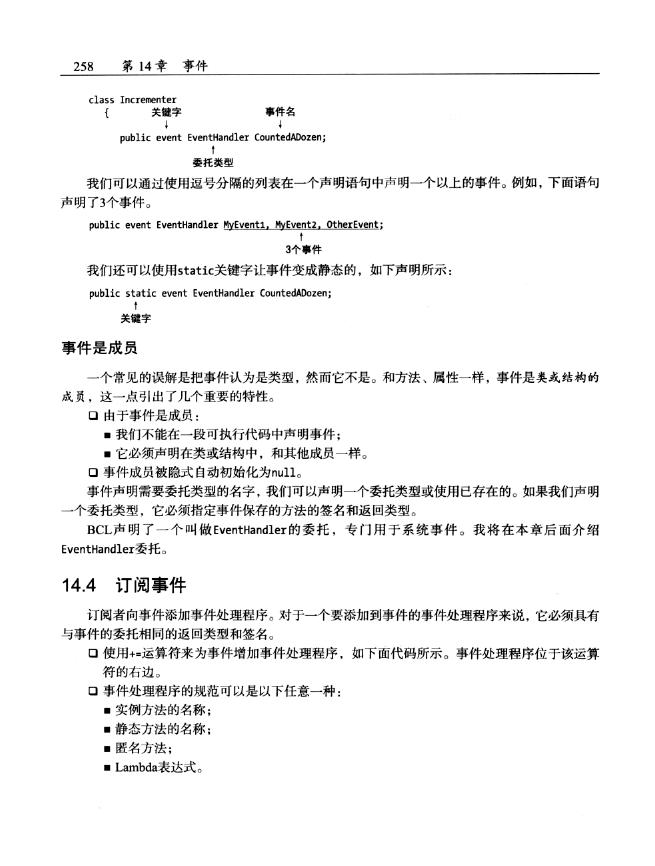 258 第14章 事件
class Incrementer
{ 关键字 事件名
↓ ↓
public event EventHandler CountedADozen;
↑
委托类型
我们可以通过使用逗号分隔的列表在一个声明语句中声明一个以上的事件。例如，下面语句
声明了3个事件。
public event EventHandler MyEvent1, MyEvent2, OtherEvent;
↑
3个事件
我们还可以使用static关键字让事件变成静态的，如下声明所示：
public static event EventHandler CountedADozen;
↑
关键字
事件是成员
一个常见的误解是把事件认为是类型，然而它不是。和方法、属性一样，事件是类或结构的
成员，这一点引出了几个重要的特性。
❑ 由于事件是成员：
■ 我们不能在一段可执行代码中声明事件；
■ 它必须声明在类或结构中，和其他成员一样。
❑ 事件成员被隐式自动初始化为null。
事件声明需要委托类型的名字，我们可以声明一个委托类型或使用已存在的。如果我们声明
一个委托类型，它必须指定事件保存的方法的签名和返回类型。
BCL声明了一个叫做EventHandler的委托，专门用于系统事件。我将在本章后面介绍
EventHandler委托。
14.4 订阅事件
订阅者向事件添加事件处理程序。对于一个要添加到事件的事件处理程序来说，它必须具有
与事件的委托相同的返回类型和签名。
❑ 使用+=运算符来为事件增加事件处理程序，如下面代码所示。事件处理程序位于该运算
符的右边。
❑ 事件处理程序的规范可以是以下任意一种：
■ 实例方法的名称；
■ 静态方法的名称；
■ 匿名方法；
■ Lambda表达式。